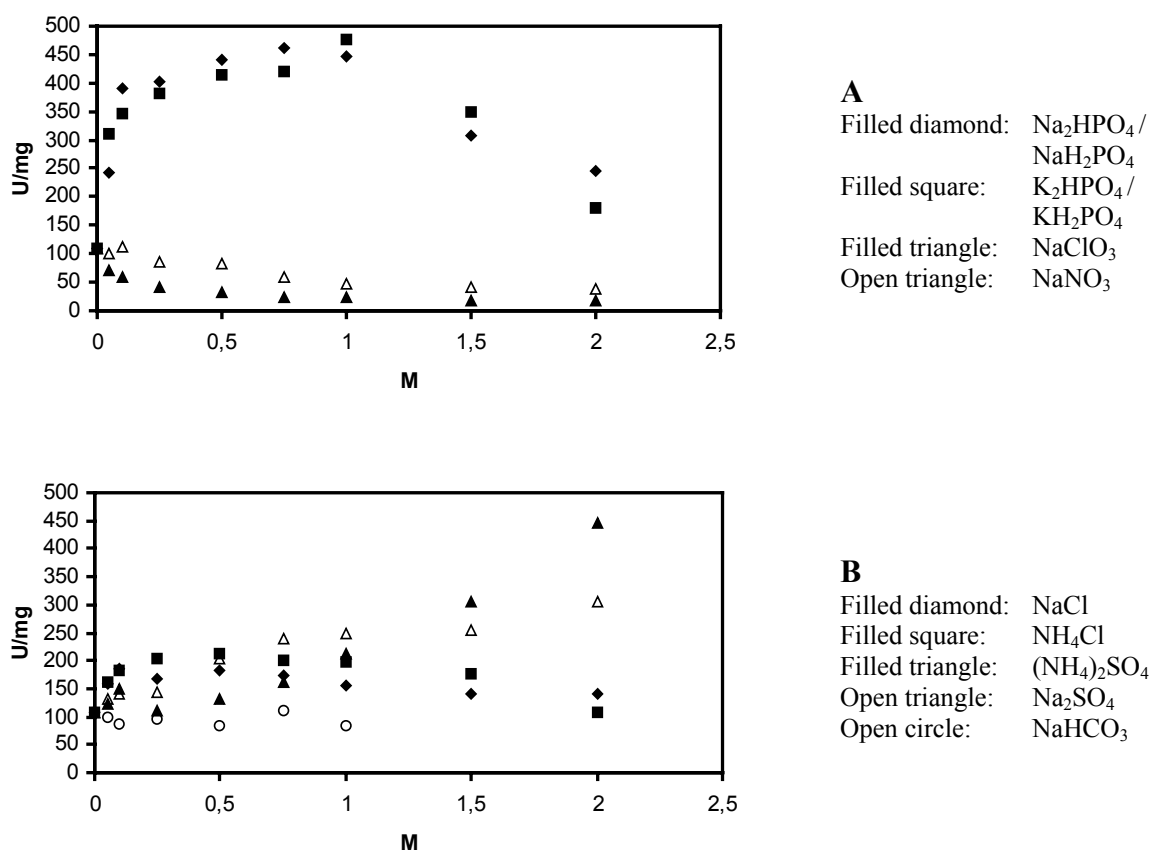 500
450
400
350
300
250
200
150
100
50
0
U/mg
0
0,5
1
1,5
2
2,5
M
A
Filled diamond: Na₂HPO₄ /
NaH₂PO₄
Filled square: K₂HPO₄ /
KH₂PO₄
Filled triangle: NaClO₃
Open triangle: NaNO₃
500
450
400
350
300
250
200
150
100
50
0
U/mg
0
0,5
1
1,5
2
2,5
M
B
Filled diamond: NaCl
Filled square: NH₄Cl
Filled triangle: (NH₄)₂SO₄
Open triangle: Na₂SO₄
Open circle: NaHCO₃